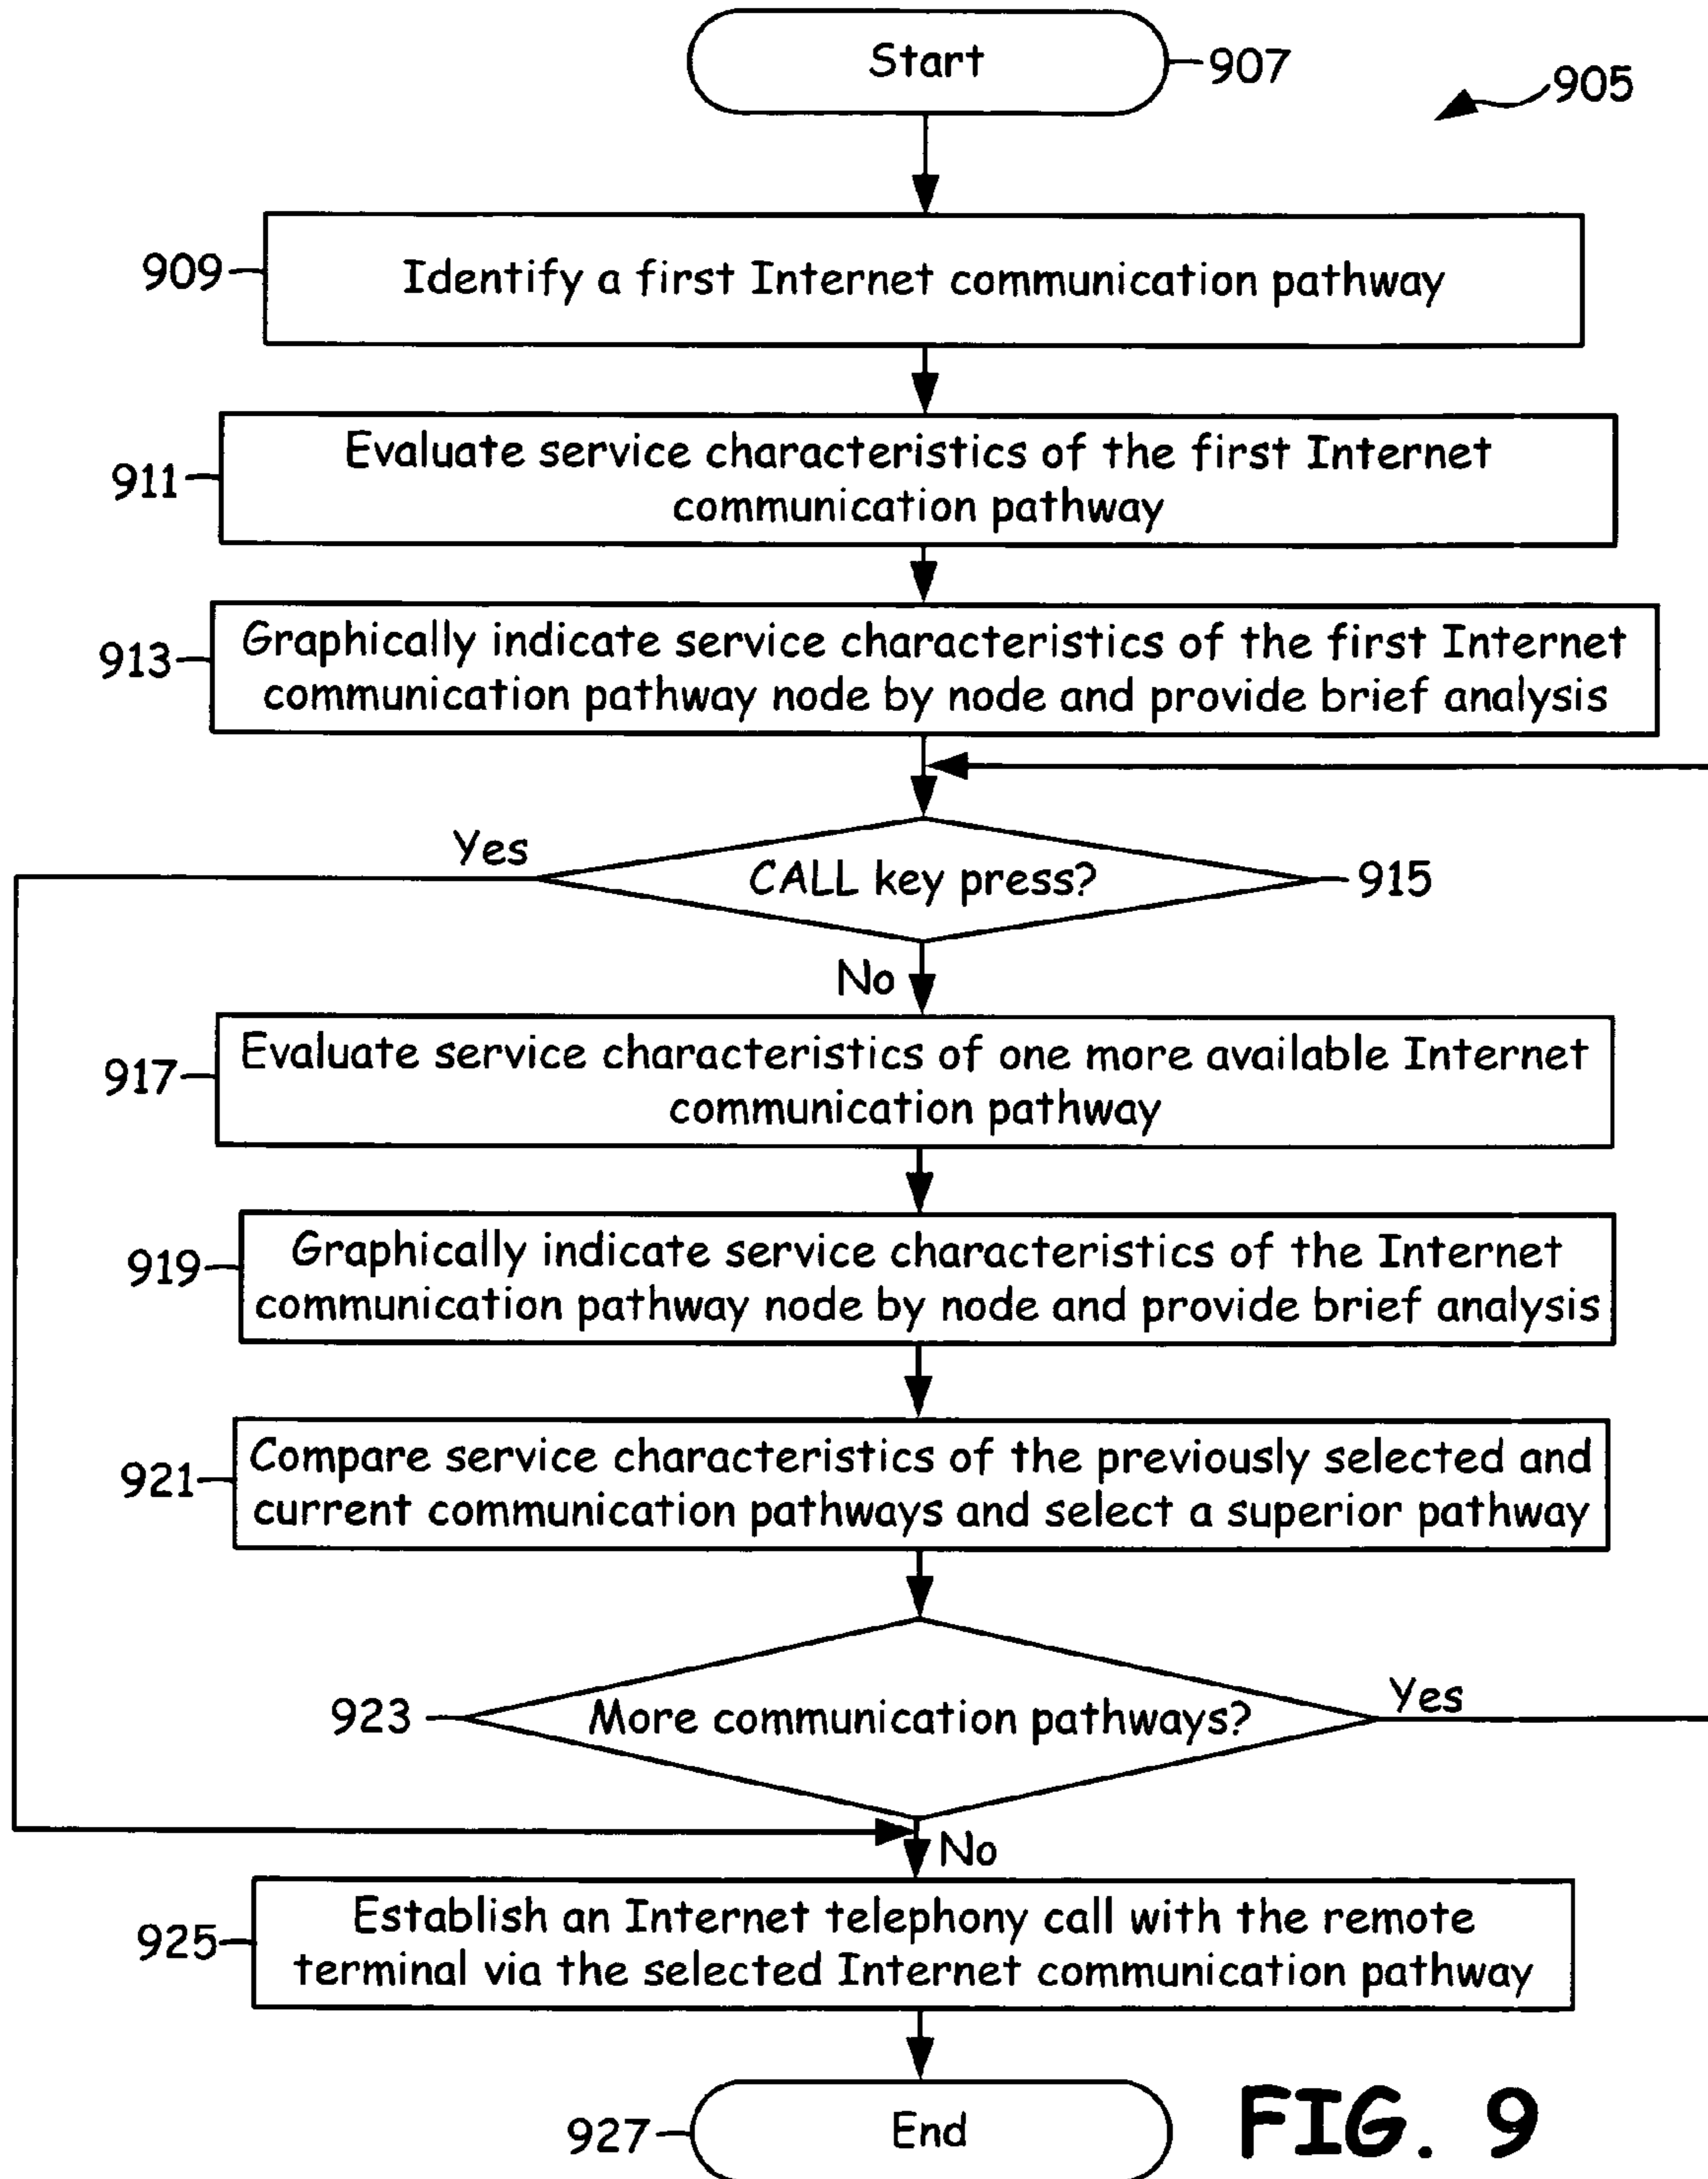 Start
907
905
909
Identify a first Internet communication pathway
911
Evaluate service characteristics of the first Internet
communication pathway
913
Graphically indicate service characteristics of the first Internet
communication pathway node by node and provide brief analysis
Yes
CALL key press?
915
No
917
Evaluate service characteristics of one more available Internet
communication pathway
919
Graphically indicate service characteristics of the Internet
communication pathway node by node and provide brief analysis
921
Compare service characteristics of the previously selected and
current communication pathways and select a superior pathway
923
More communication pathways?
Yes
No
925
Establish an Internet telephony call with the remote
terminal via the selected Internet communication pathway
927
End
FIG. 9